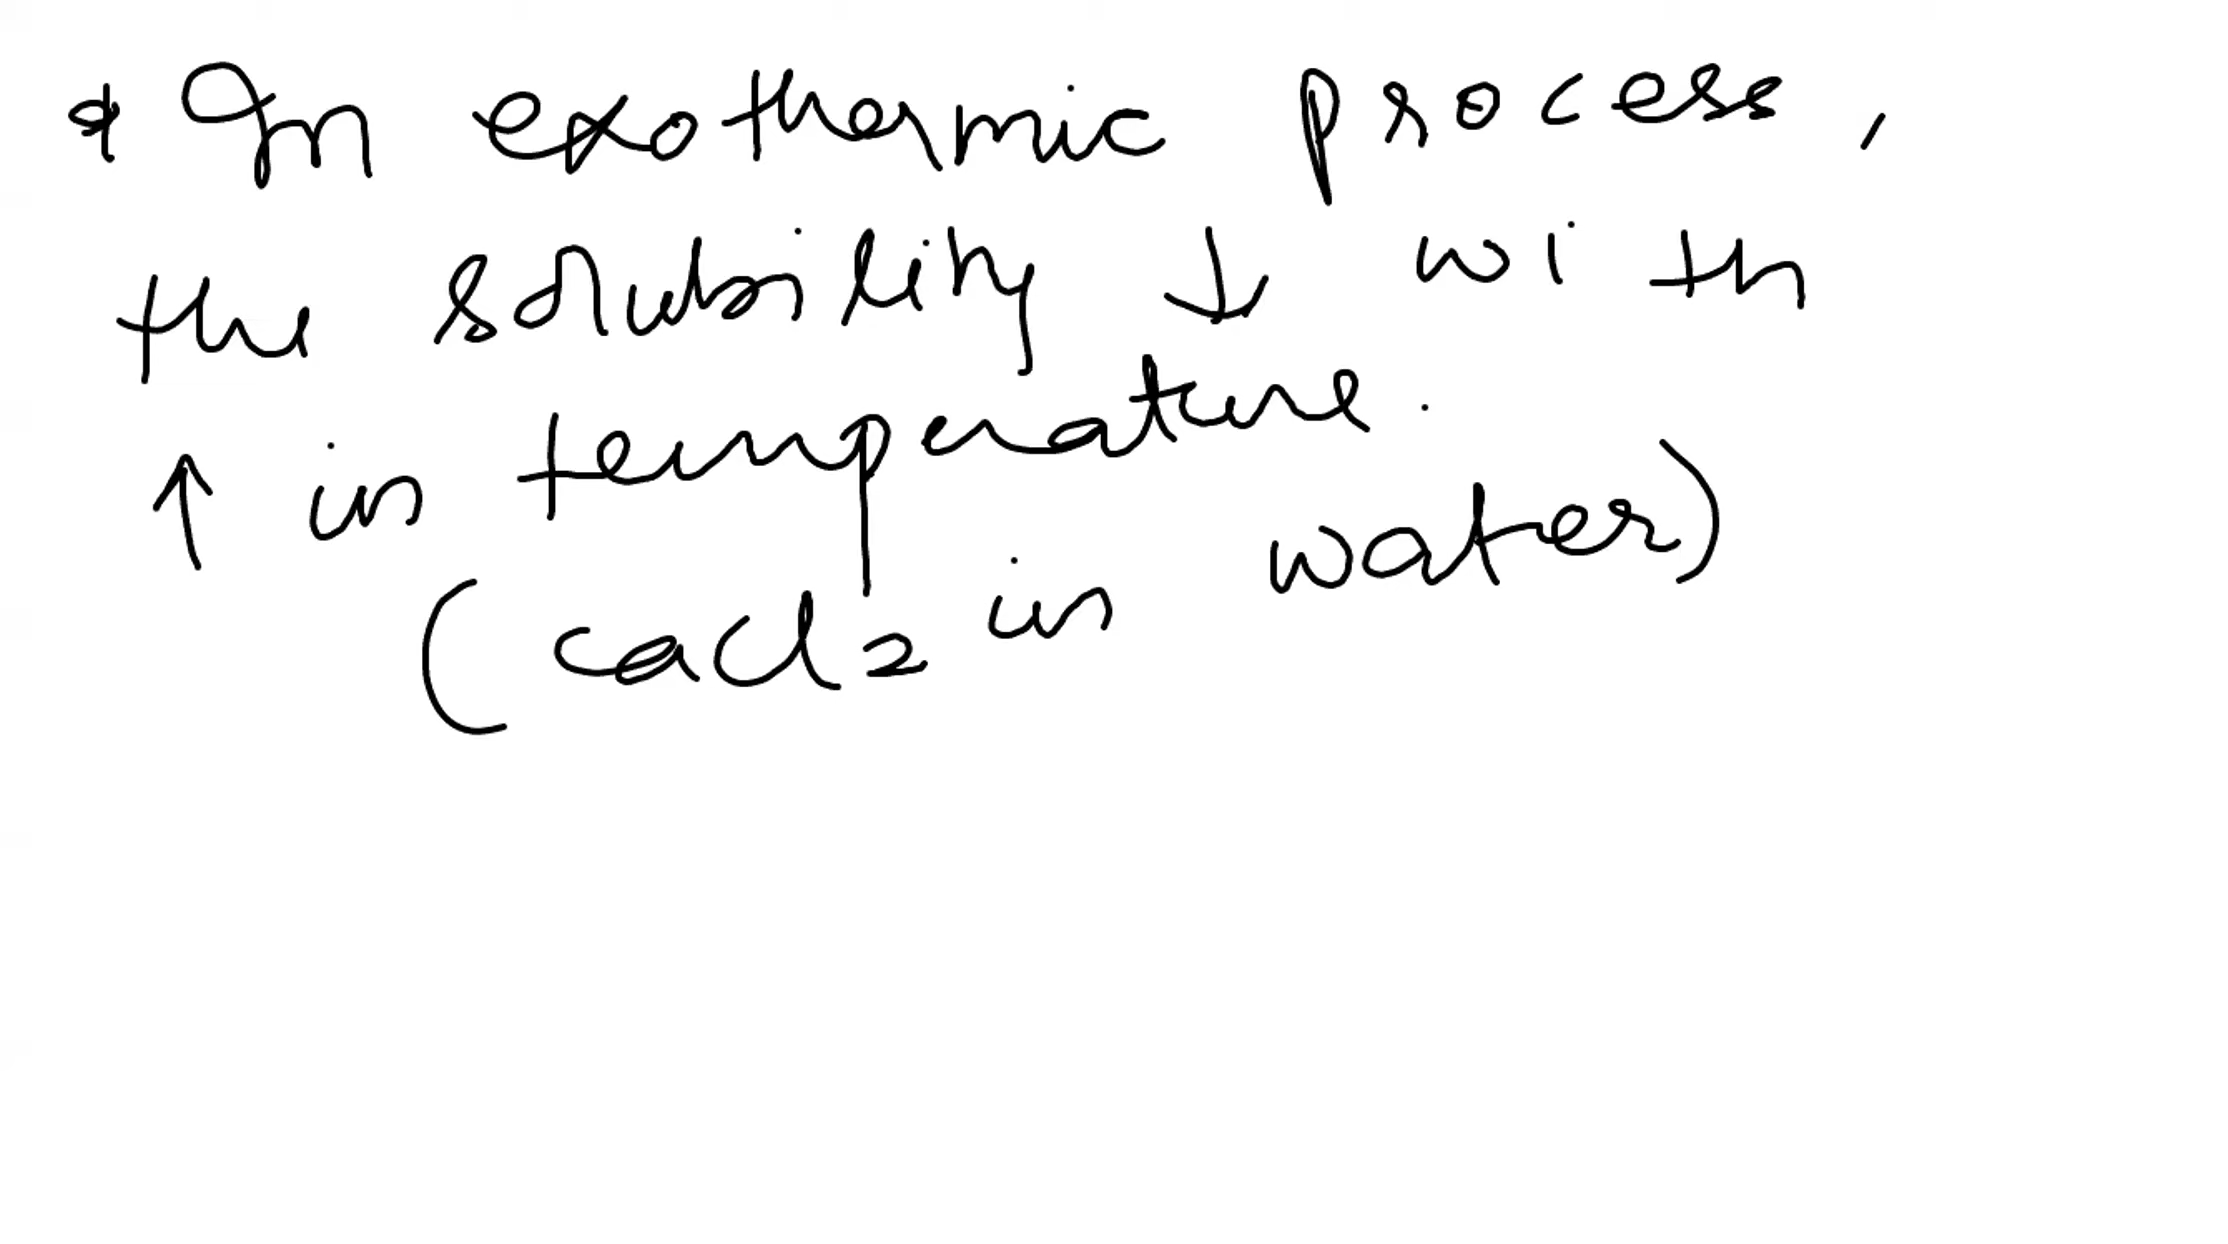 * In exothermic process,
the solubility ↓ with
↑ in temperature.
(cacl2 in water)